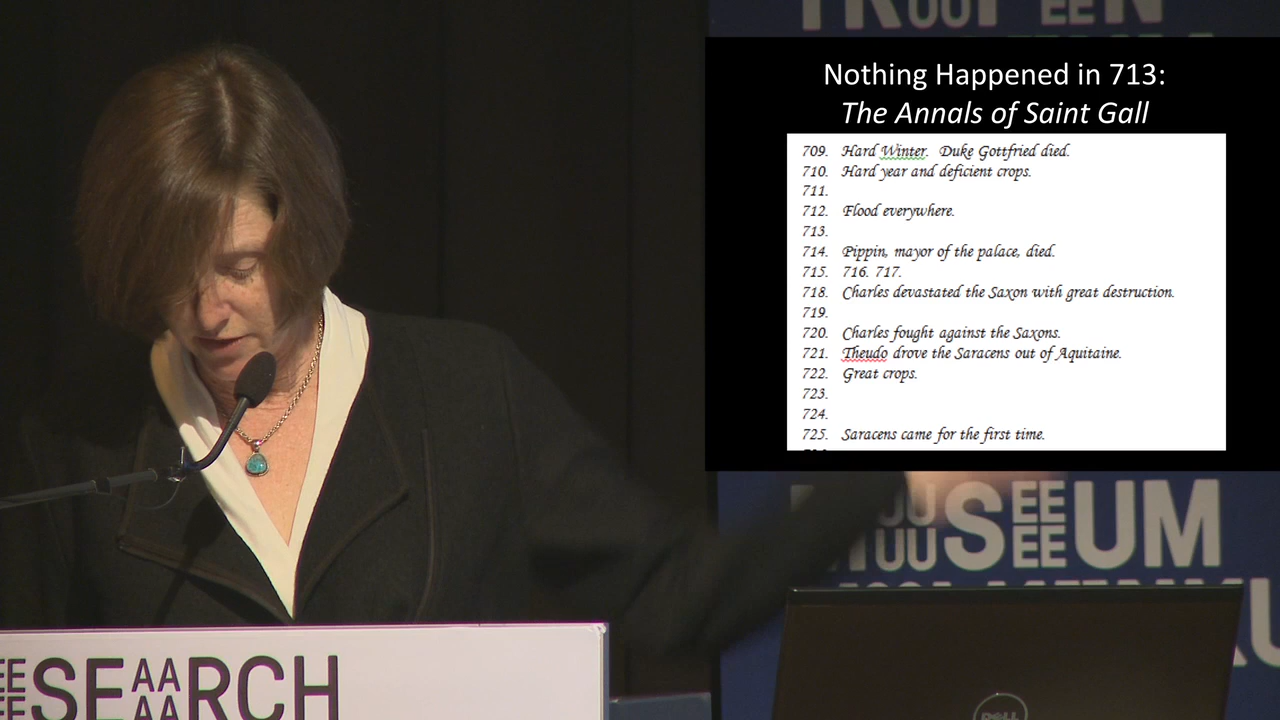 Nothing Happened in 713:
The Annals of Saint Gall
709. Hard Winter. Duke Gottfried died.
710. Hard year and deficient crops.
711.
712. Flood everywhere.
713.
714. Pippin, mayor of the palace, died.
715. 716. 717.
718. Charles devastated the Saxon with great destruction.
719.
720. Charles fought against the Saxons.
721. Theudo drove the Saracens out of Aquitaine.
722. Great crops.
723.
724.
725. Saracens came for the first time.
DELL